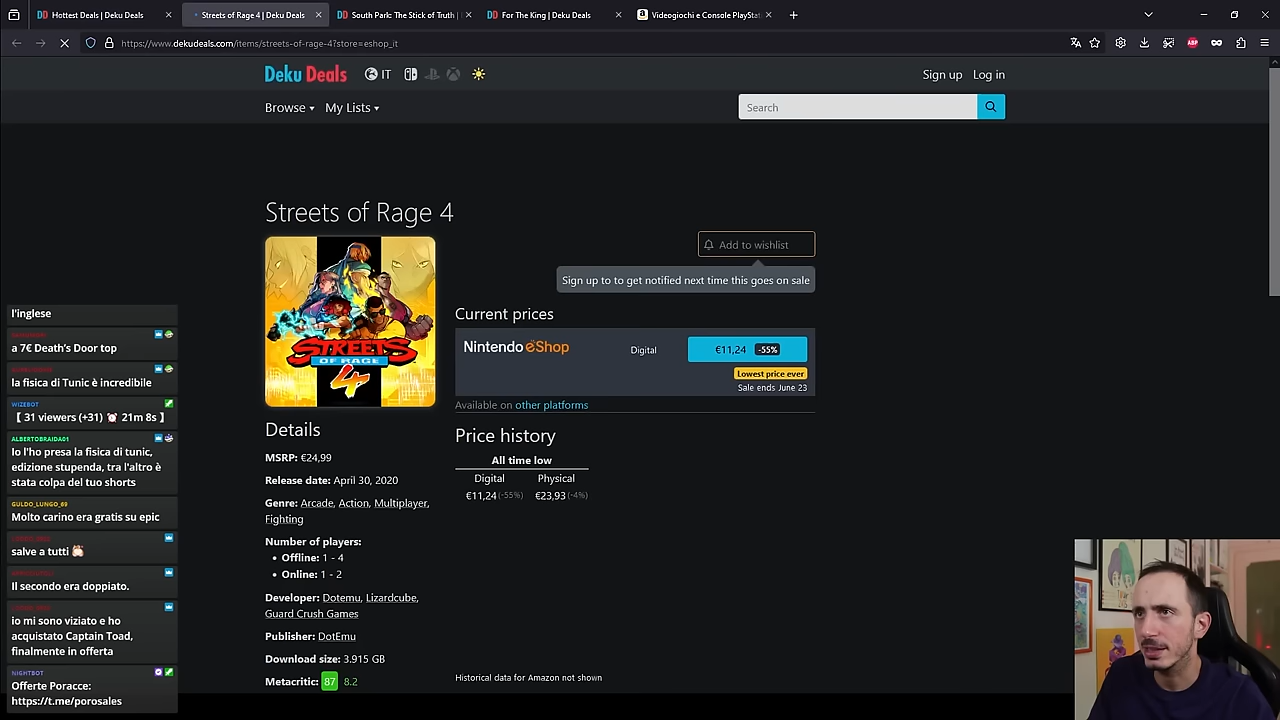 Hottest Deals | Deku Deals
Streets of Rage 4 | Deku Deals
South Park: The Stick of Truth |
For The King | Deku Deals
Videogiochi e Console PlayStat
https://www.dekudeals.com/items/streets-of-rage-4?store=eshop_it
ABP
Deku Deals
IT
Sign up
Log in
Browse
My Lists
Search
Streets of Rage 4
Add to wishlist
Sign up to to get notified next time this goes on sale
STREETS
OF RAGE
4
Current prices
Nintendo eShop
Digital
€11,24
-55%
Lowest price ever
Sale ends June 23
Available on other platforms
Details
MSRP: €24,99
Release date: April 30, 2020
Genre: Arcade, Action, Multiplayer,
Fighting
Number of players:
• Offline: 1 - 4
• Online: 1 - 2
Developer: Dotemu, Lizardcube,
Guard Crush Games
Publisher: DotEmu
Download size: 3.915 GB
Metacritic: 87 8.2
Price history
All time low
Digital
Physical
€11,24 (-55%)
€23,93 (-4%)
Historical data for Amazon not shown
l'inglese
a 7€ Death's Door top
la fisica di Tunic è incredibile
WIZEBOT
【 31 viewers (+31) ⏰ 21m 8s 】
ALBERTOBRAIDA01
Io l'ho presa la fisica di tunic,
edizione stupenda, tra l'altro è
stata colpa del tuo shorts
GULDO_LUNGO_69
Molto carino era gratis su epic
salve a tutti
Il secondo era doppiato.
io mi sono viziato e ho
acquistato Captain Toad,
finalmente in offerta
NIGHTBOT
Offerte Poracce:
https://t.me/porosales